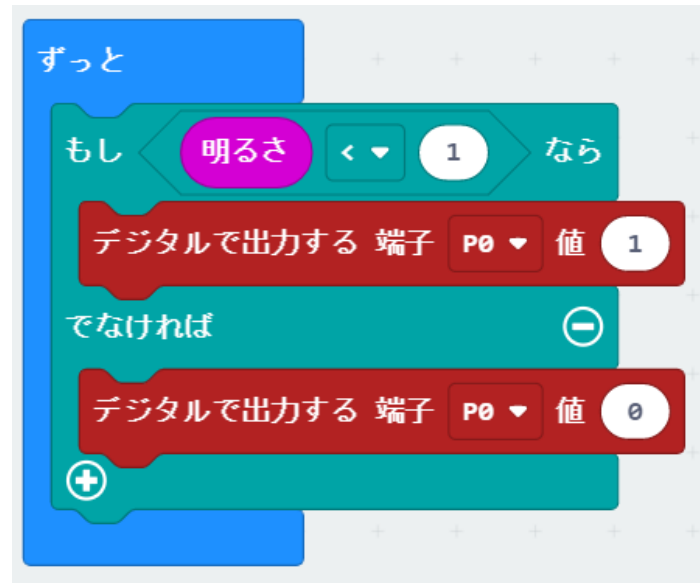 ずっと
もし 明るさ < 1 なら
デジタルで出力する 端子 P0 値 1
でなければ
デジタルで出力する 端子 P0 値 0